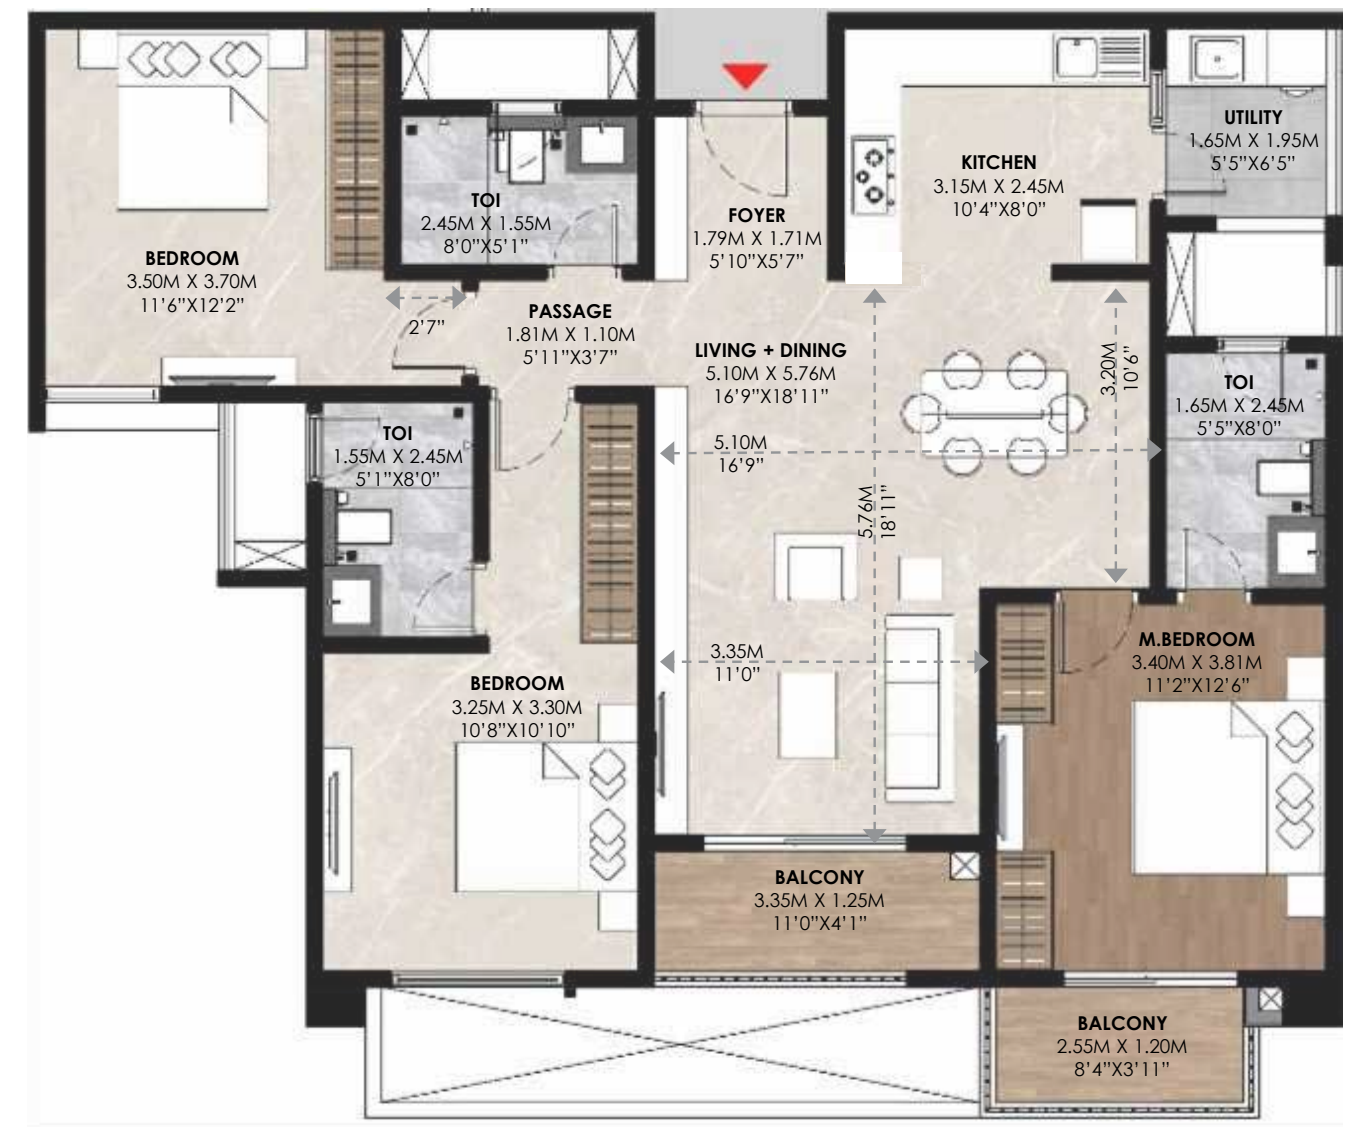 UTILITY
1.65M X 1.95M
5'5”X6'5”
KITCHEN
3.15M X 2.45M
10'4”X8'0”
TOI
2.45M X 1.55M
8'0”X5'1”
FOYER
1.79M X 1.71M
5'10”X5'7”
BEDROOM
3.50M X 3.70M
11'6”X12'2”
2'7”
PASSAGE
1.81M X 1.10M
5'11”X3'7”
LIVING + DINING
5.10M X 5.76M
16'9”X18'11”
3.20M
10'6”
TOI
1.65M X 2.45M
5'5”X8'0”
TOI
1.55M X 2.45M
5'1”X8'0”
5.10M
16'9”
5.76M
18'11”
3.35M
11'0”
M.BEDROOM
3.40M X 3.81M
11'2”X12'6”
BEDROOM
3.25M X 3.30M
10'8”X10'10”
BALCONY
3.35M X 1.25M
11'0”X4'1”
BALCONY
2.55M X 1.20M
8'4”X3'11”